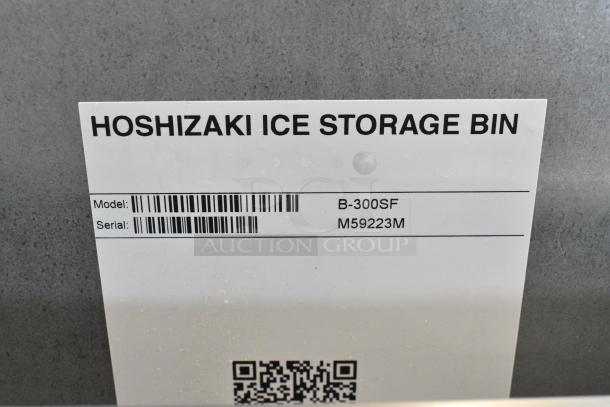 HOSHIZAKI ICE STORAGE BIN
Model: B-300SF
Serial: M59223M
PCI
AUCTION GROUP